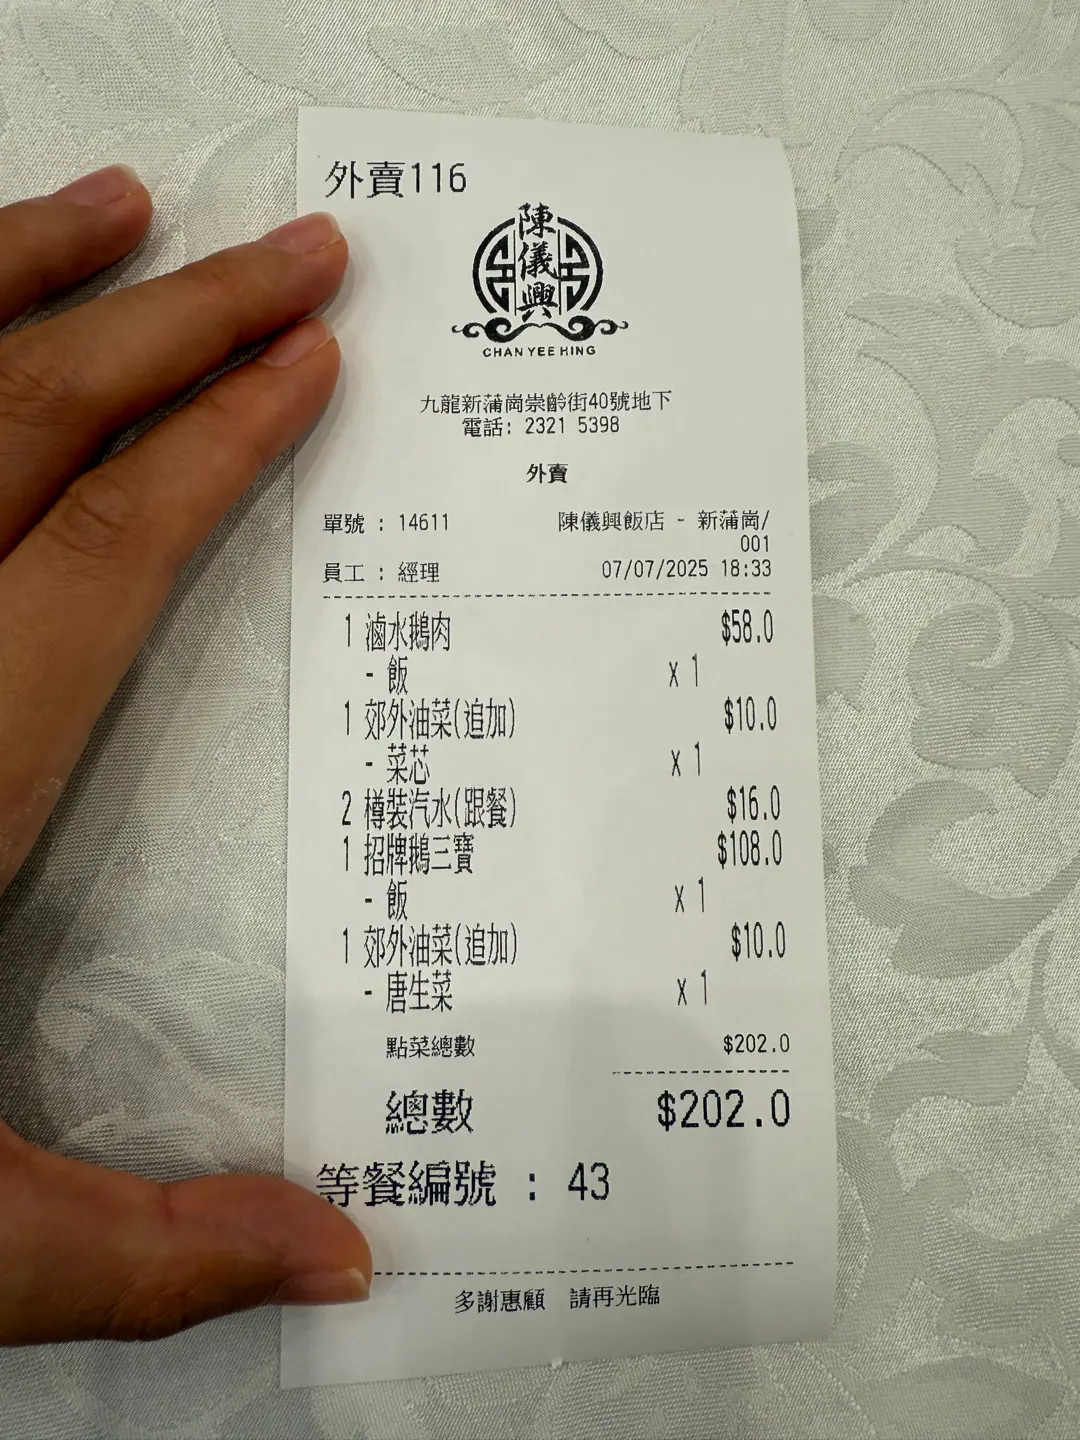 外賣116
陳儀興
CHAN YEE HING
九龍新蒲崗崇齡街40號地下
電話: 2321 5398
外賣
單號 : 14611 陳儀興飯店 - 新蒲崗/
001
員工 : 經理 07/07/2025 18:33
1 滷水鵝肉 $58.0
- 飯 x 1
1 郊外油菜(追加) $10.0
- 菜芯 x 1
2 樽裝汽水(跟餐) $16.0
1 招牌鵝三寶 $108.0
- 飯 x 1
1 郊外油菜(追加) $10.0
- 唐生菜 x 1
點菜總數 $202.0
總數 $202.0
等餐編號 : 43
多謝惠顧 請再光臨